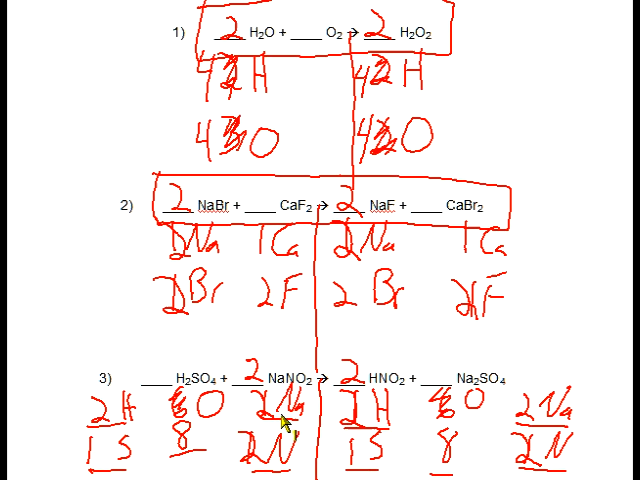 1) 2 H2O + ____ O2 → 2 H2O2
4 H 4 H
4 O 4 O
2) 2 NaBr + ____ CaF2 → 2 NaF + ____ CaBr2
2 Na 1 Ca 2 Na 1 Ca
2 Br 2 F 2 Br 2 F
3) ____ H2SO4 + 2 NaNO2 → 2 HNO2 + ____ Na2SO4
2 H O 2 Na 2 H O 2 Na
1 S 8 2 N 1 S 8 2 N